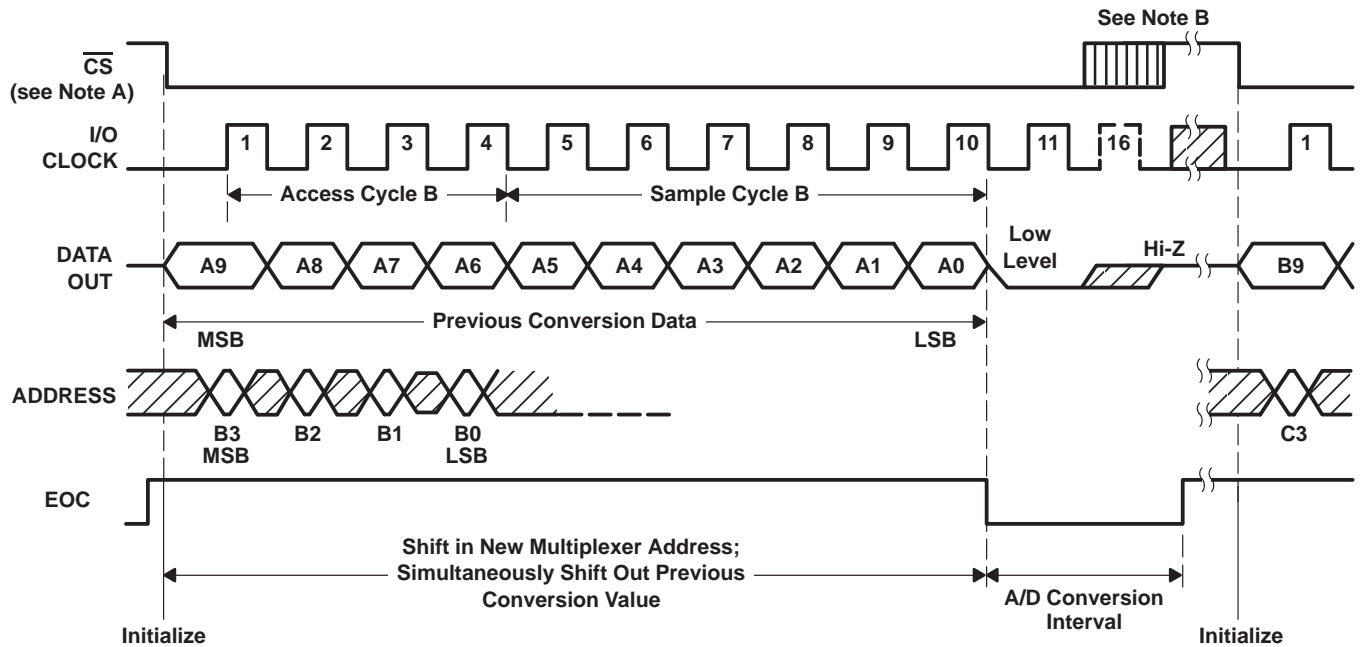 See Note B
CS
(see Note A)
I/O
CLOCK
1 2 3 4 5 6 7 8 9 10 11 16 1
Access Cycle B
Sample Cycle B
DATA
OUT
A9 A8 A7 A6 A5 A4 A3 A2 A1 A0
Low
Level
Hi-Z
B9
Previous Conversion Data
MSB
LSB
ADDRESS
B3 B2 B1 B0 C3
MSB LSB
EOC
Shift in New Multiplexer Address;
Simultaneously Shift Out Previous
Conversion Value
A/D Conversion
Interval
Initialize
Initialize